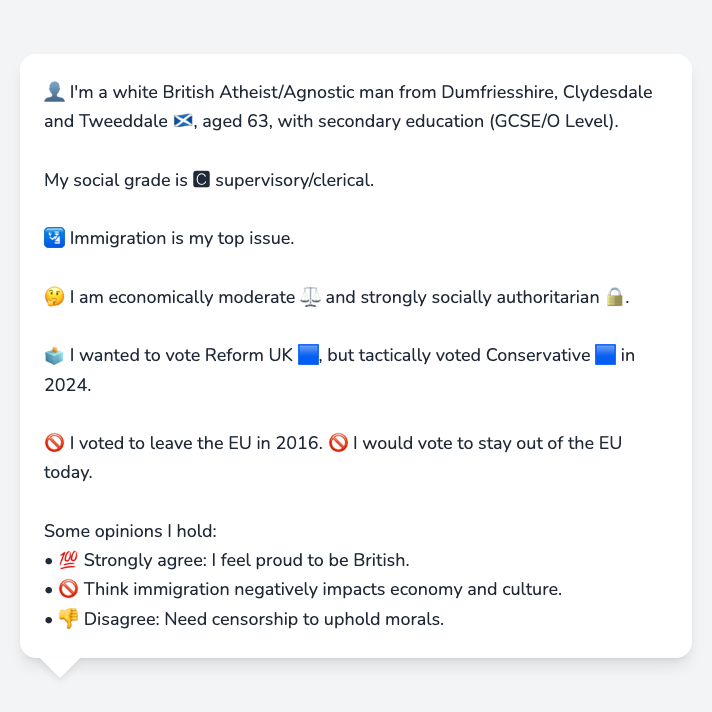 👤 I'm a white British Atheist/Agnostic man from Dumfriesshire, Clydesdale
and Tweeddale 🏴󠁧󠁢󠁳󠁣󠁴󠁿, aged 63, with secondary education (GCSE/O Level).
My social grade is 🅲 supervisory/clerical.
🛂 Immigration is my top issue.
🤔 I am economically moderate ⚖️ and strongly socially authoritarian 🔒.
🗳️ I wanted to vote Reform UK 🟦, but tactically voted Conservative 🟦 in
2024.
🚫 I voted to leave the EU in 2016. 🚫 I would vote to stay out of the EU
today.
Some opinions I hold:
• 💯 Strongly agree: I feel proud to be British.
• 🚫 Think immigration negatively impacts economy and culture.
• 👎 Disagree: Need censorship to uphold morals.